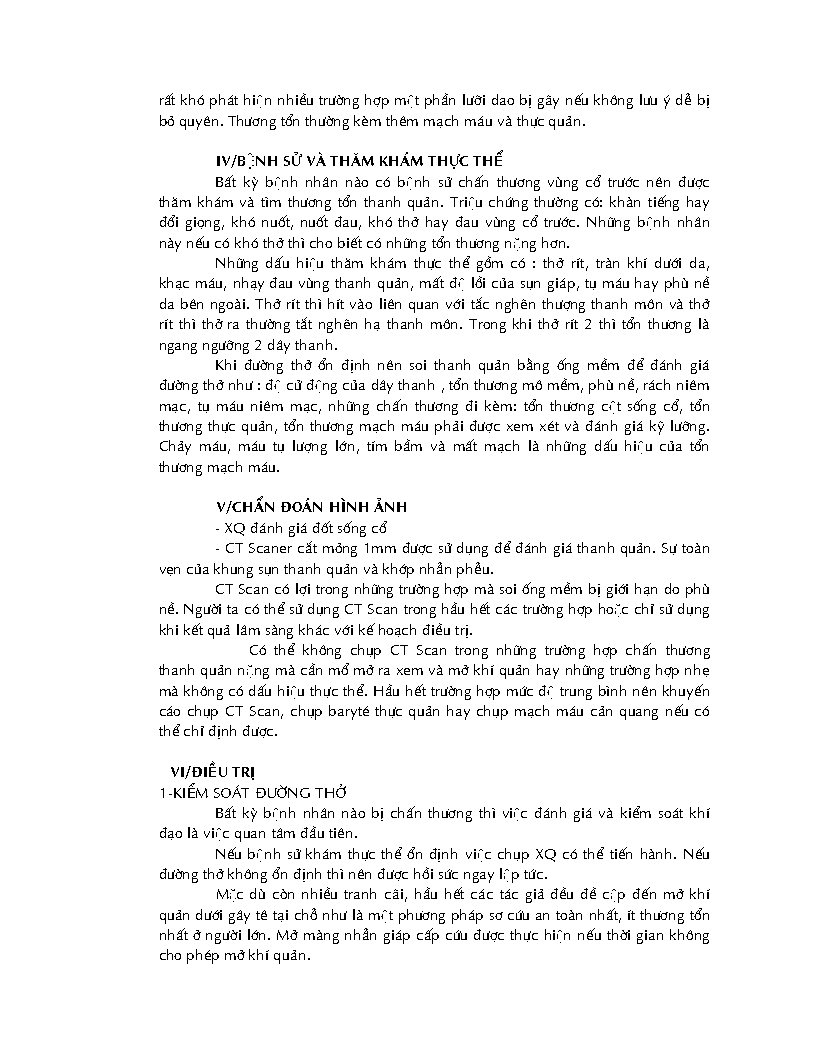 rất khó phát hiện nhiều trường hợp một phần lưỡi dao bị gãy nếu không lưu ý dễ bị
bỏ quyên. Thương tổn thường kèm thêm mạch máu và thực quản.
IV/BỆNH SỬ VÀ THĂM KHÁM THỰC THỂ
Bất kỳ bệnh nhân nào có bệnh sử chấn thương vùng cổ trước nên được
thăm khám và tìm thương tổn thanh quản. Triệu chứng thường có: khàn tiếng hay
đổi giọng, khó nuốt, nuốt đau, khó thở hay đau vùng cổ trước. Những bệnh nhân
này nếu có khó thở thì cho biết có những tổn thương nặng hơn.
Những dấu hiệu thăm khám thực thể gồm có : thở rít, tràn khí dưới da,
khạc máu, nhạy đau vùng thanh quản, mất độ lồi của sụn giáp, tụ máu hay phù nề
da bên ngoài. Thở rít thì hít vào liên quan với tắc nghẽn thượng thanh môn và thở
rít thì thở ra thường tắt nghẽn hạ thanh môn. Trong khi thở rít 2 thì tổn thương là
ngang ngưỡng 2 dây thanh.
Khi đường thở ổn định nên soi thanh quản bằng ống mềm để đánh giá
đường thở như : độ cử động của dây thanh , tổn thương mô mềm, phù nề, rách niêm
mạc, tụ máu niêm mạc, những chấn thương đi kèm: tổn thương cột sống cổ, tổn
thương thực quản, tổn thương mạch máu phải được xem xét và đánh giá kỹ lưỡng.
Chảy máu, máu tụ lượng lớn, tím bầm và mất mạch là những dấu hiệu của tổn
thương mạch máu.
V/CHẨN ĐOÁN HÌNH ẢNH
- XQ đánh giá đốt sống cổ
- CT Scaner cắt mỏng 1mm được sử dụng để đánh giá thanh quản. Sự toàn
vẹn của khung sụn thanh quản và khớp nhẫn phễu.
CT Scan có lợi trong những trường hợp mà soi ống mềm bị giới hạn do phù
nề. Người ta có thể sử dụng CT Scan trong hầu hết các trường hợp hoặc chỉ sử dụng
khi kết quả lâm sàng khác với kế hoạch điều trị.
Có thể không chụp CT Scan trong những trường hợp chấn thương
thanh quản nặng mà cần mổ mở ra xem và mở khí quản hay những trường hợp nhẹ
mà không có dấu hiệu thực thể. Hầu hết trường hợp mức độ trung bình nên khuyến
cáo chụp CT Scan, chụp baryté thực quản hay chụp mạch máu cản quang nếu có
thể chỉ định được.
VI/ĐIỀU TRỊ
1-KIỂM SOÁT ĐƯỜNG THỞ
Bất kỳ bệnh nhân nào bị chấn thương thì việc đánh giá và kiểm soát khí
đạo là việc quan tâm đầu tiên.
Nếu bệnh sử khám thực thể ổn định việc chụp XQ có thể tiến hành. Nếu
đường thở không ổn định thì nên được hồi sức ngay lập tức.
Mặc dù còn nhiều tranh cãi, hầu hết các tác giả đều đề cập đến mở khí
quản dưới gây tê tại chỗ như là một phương pháp sơ cứu an toàn nhất, ít thương tổn
nhất ở người lớn. Mở màng nhẫn giáp cấp cứu được thực hiện nếu thời gian không
cho phép mở khí quản.